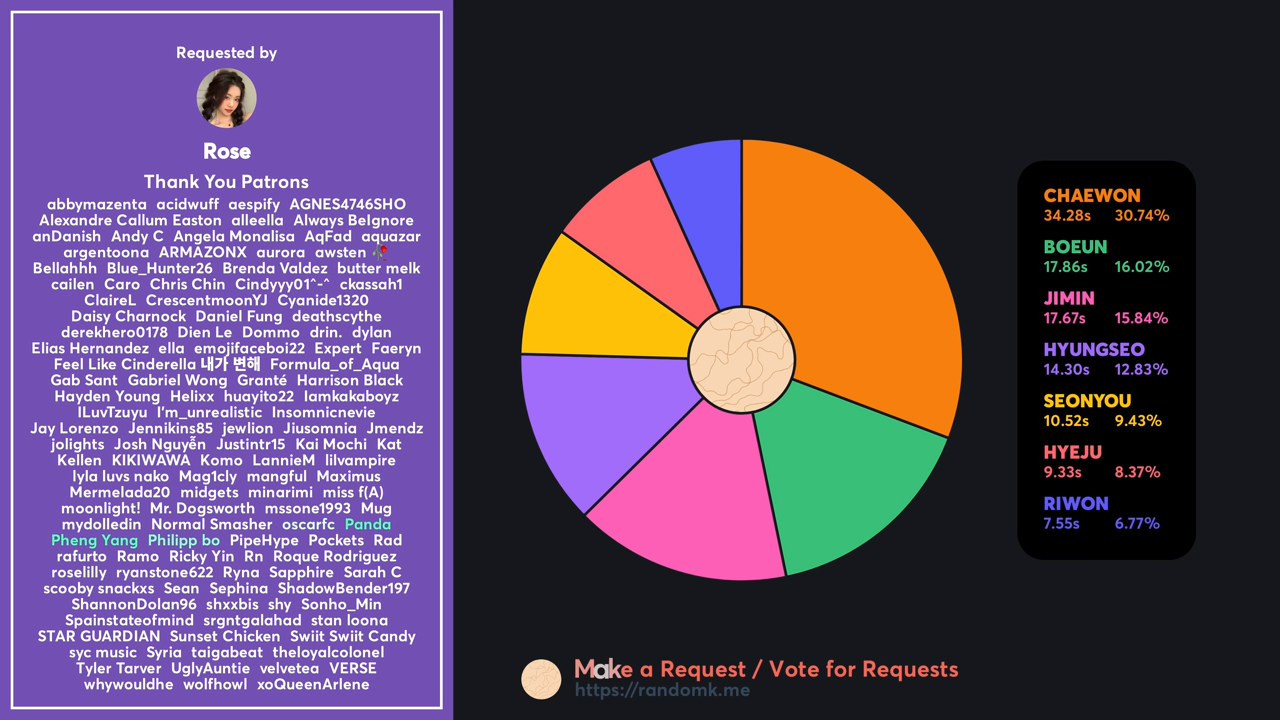 Requested by
Rose
Thank You Patrons
abbymazenta acidwuff aespify AGNES4746SHO
Alexandre Callum Easton alleella Always BeIgnore
anDanish Andy C Angela Monalisa AqFad aquazar
argentoona ARMAZONX aurora awsten 🥀
Bellahhh Blue_Hunter26 Brenda Valdez butter melk
cailen Caro Chris Chin Cindyyy01^-^ ckassah1
ClaireL CrescentmoonYJ Cyanide1320
Daisy Charnock Daniel Fung deathscythe
derekhero0178 Dien Le Dommo drin. dylan
Elias Hernandez ella emojifaceboi22 Expert Faeryn
Feel Like Cinderella 내가 변해 Formula_of_Aqua
Gab Sant Gabriel Wong Granté Harrison Black
Hayden Young Helixx huayito22 Iamkakaboyz
ILuvTzuyu I'm_unrealistic Insomnicnevie
Jay Lorenzo Jennikins85 jewlion Jiusomnia Jmendz
jolights Josh Nguyễn Justintr15 Kai Mochi Kat
Kellen KIKIWAWA Komo LannieM lilvampire
lyla luvs nako Mag1cly mangful Maximus
Mermelada20 midgets minarimi miss f(A)
moonlight! Mr. Dogsworth mssone1993 Mug
mydolledin Normal Smasher oscarfc Panda
Pheng Yang Philipp bo PipeHype Pockets Rad
rafurto Ramo Ricky Yin Rn Roque Rodriguez
roselilly ryanstone622 Ryna Sapphire Sarah C
scooby snackxs Sean Sephina ShadowBender197
ShannonDolan96 shxxbis shy Sonho_Min
Spainstateofmind srgntgalahad stan loona
STAR GUARDIAN Sunset Chicken Swiit Swiit Candy
syc music Syria taigabeat theloyalcolonel
Tyler Tarver UglyAuntie velvetea VERSE
whywouldhe wolfhowl xoQueenArlene
CHAEWON
34.28s 30.74%
BOEUN
17.86s 16.02%
JIMIN
17.67s 15.84%
HYUNGSEO
14.30s 12.83%
SEONYOU
10.52s 9.43%
HYEJU
9.33s 8.37%
RIWON
7.55s 6.77%
Make a Request / Vote for Requests
https://randomk.me